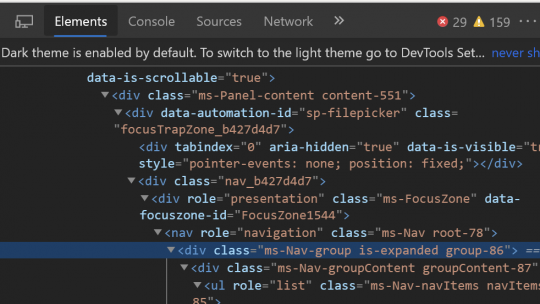 Elements Console Sources Network » 29 159 ···
Dark theme is enabled by default. To switch to the light theme go to DevTools Set... never sh
data-is-scrollable="true">
▼<div class="ms-Panel-content content-551">
▼<div data-automation-id="sp-filepicker" class=
"focusTrapZone_b427d4d7">
<div tabindex="0" aria-hidden="true" data-is-visible="t
style="pointer-events: none; position: fixed;"></div>
▼<div class="nav_b427d4d7">
▼<div role="presentation" class="ms-FocusZone" data-
focuszone-id="FocusZone1544">
▼<nav role="navigation" class="ms-Nav root-78">
▼<div class="ms-Nav-group is-expanded group-86"> ==
▼<div class="ms-Nav-groupContent groupContent-87"
▼<ul role="list" class="ms-Nav-navItems navItems
85">